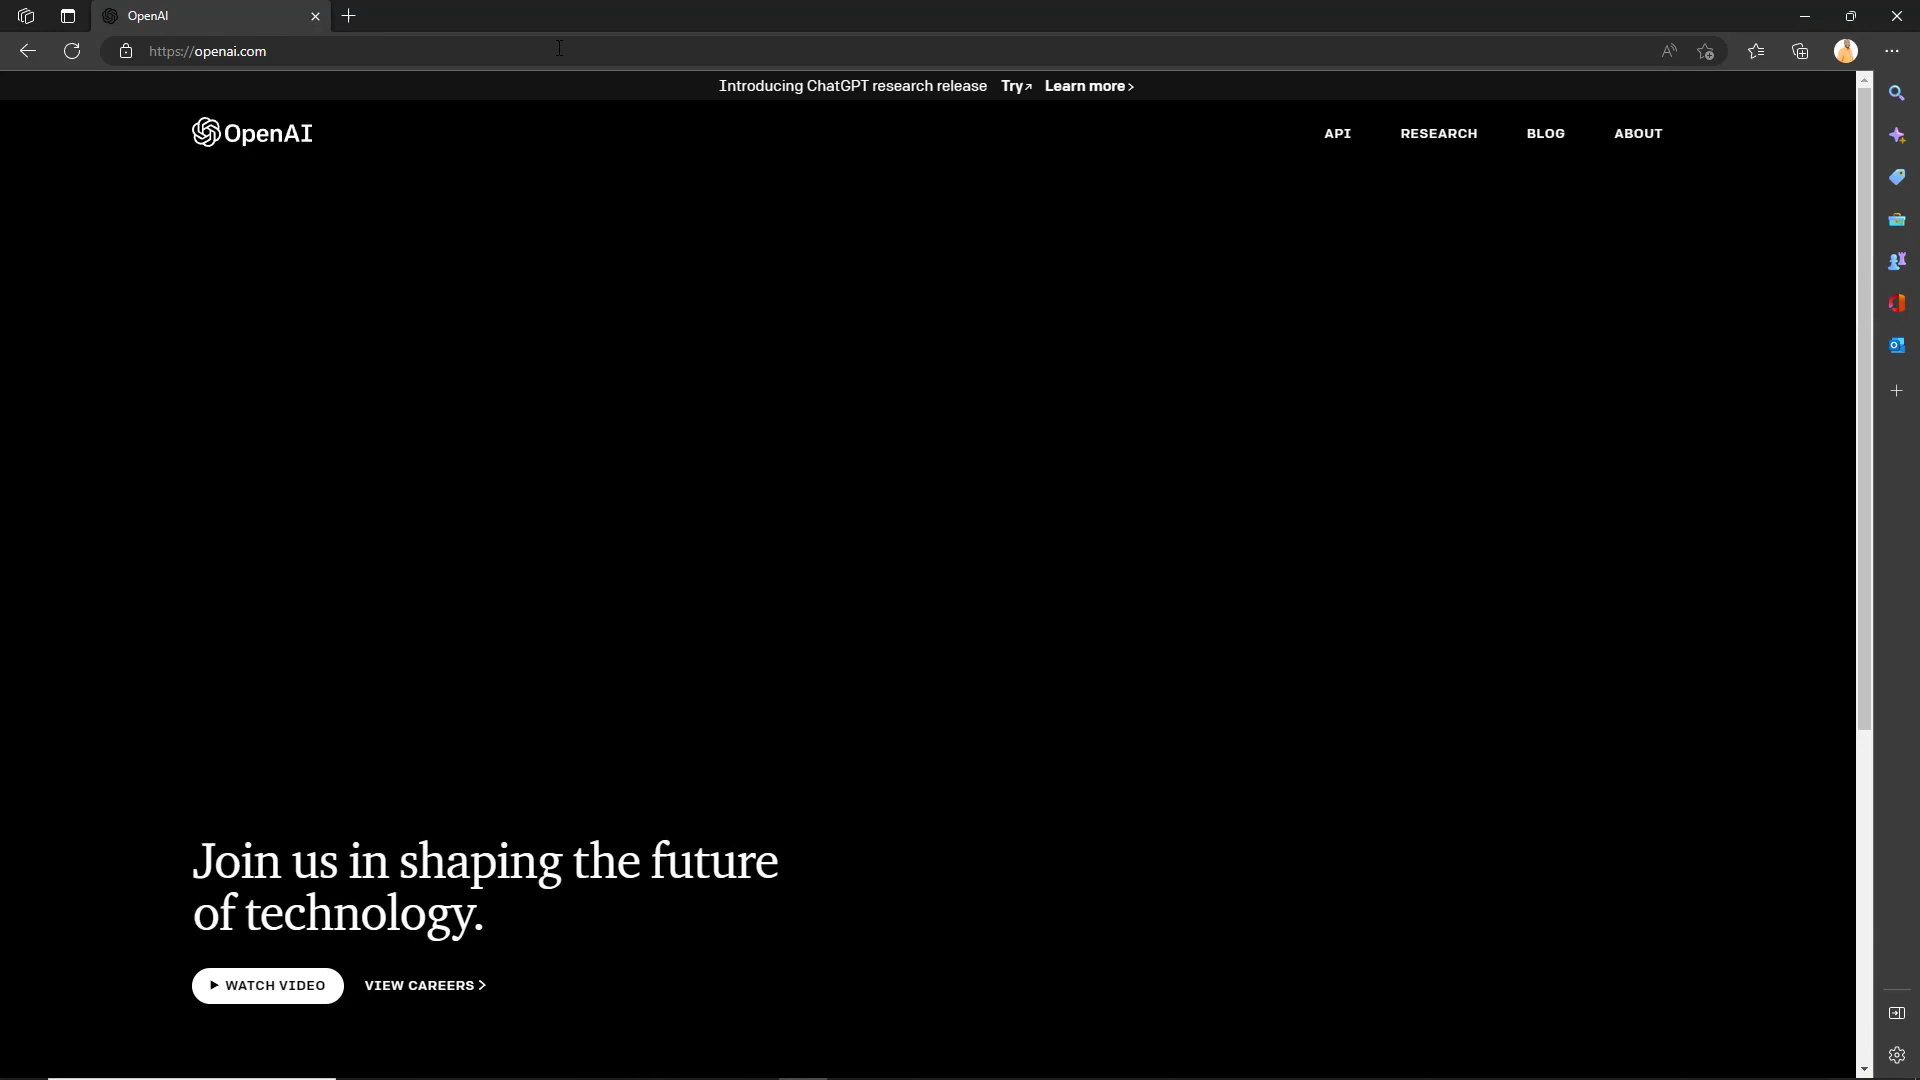 OpenAI
https://openai.com
Introducing ChatGPT research release Try↗ Learn more >
OpenAI
API RESEARCH BLOG ABOUT
Join us in shaping the future
of technology.
WATCH VIDEO VIEW CAREERS >